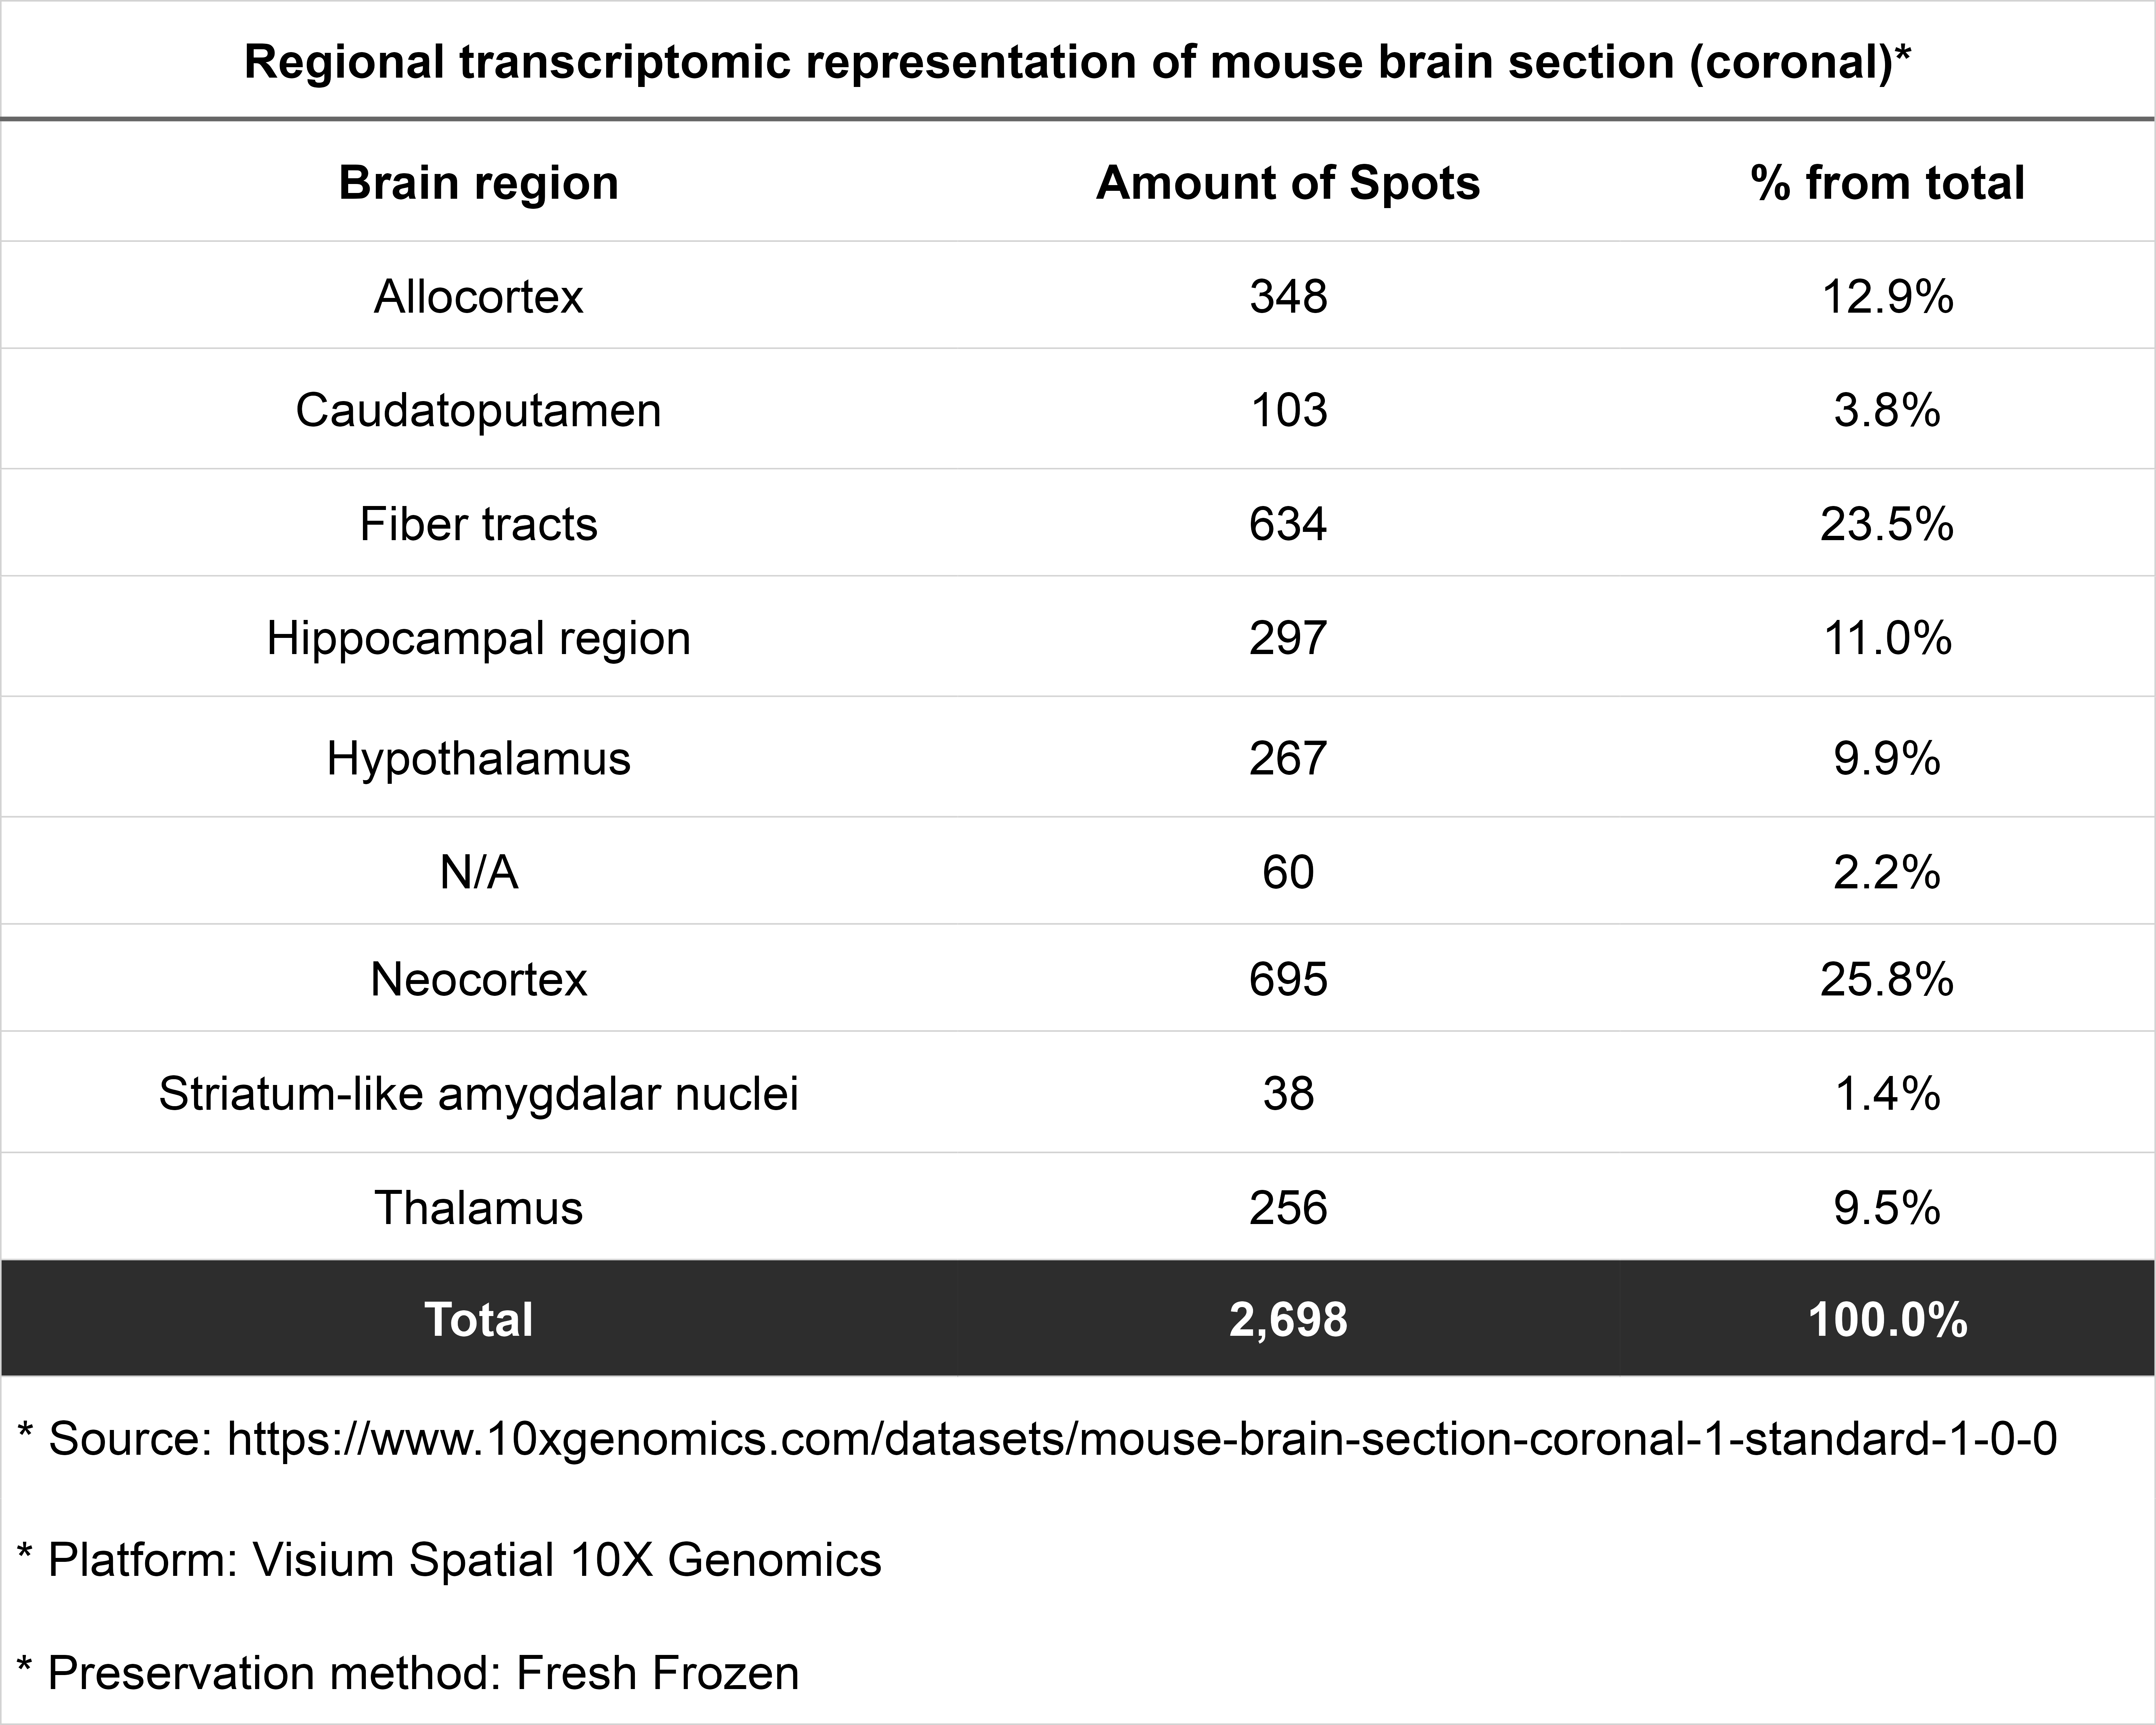 Regional transcriptomic representation of mouse brain section (coronal)*
Brain region Amount of Spots % from total
Allocortex 348 12.9%
Caudatoputamen 103 3.8%
Fiber tracts 634 23.5%
Hippocampal region 297 11.0%
Hypothalamus 267 9.9%
N/A 60 2.2%
Neocortex 695 25.8%
Striatum-like amygdalar nuclei 38 1.4%
Thalamus 256 9.5%
Total 2,698 100.0%
* Source: https://www.10xgenomics.com/datasets/mouse-brain-section-coronal-1-standard-1-0-0
* Platform: Visium Spatial 10X Genomics
* Preservation method: Fresh Frozen